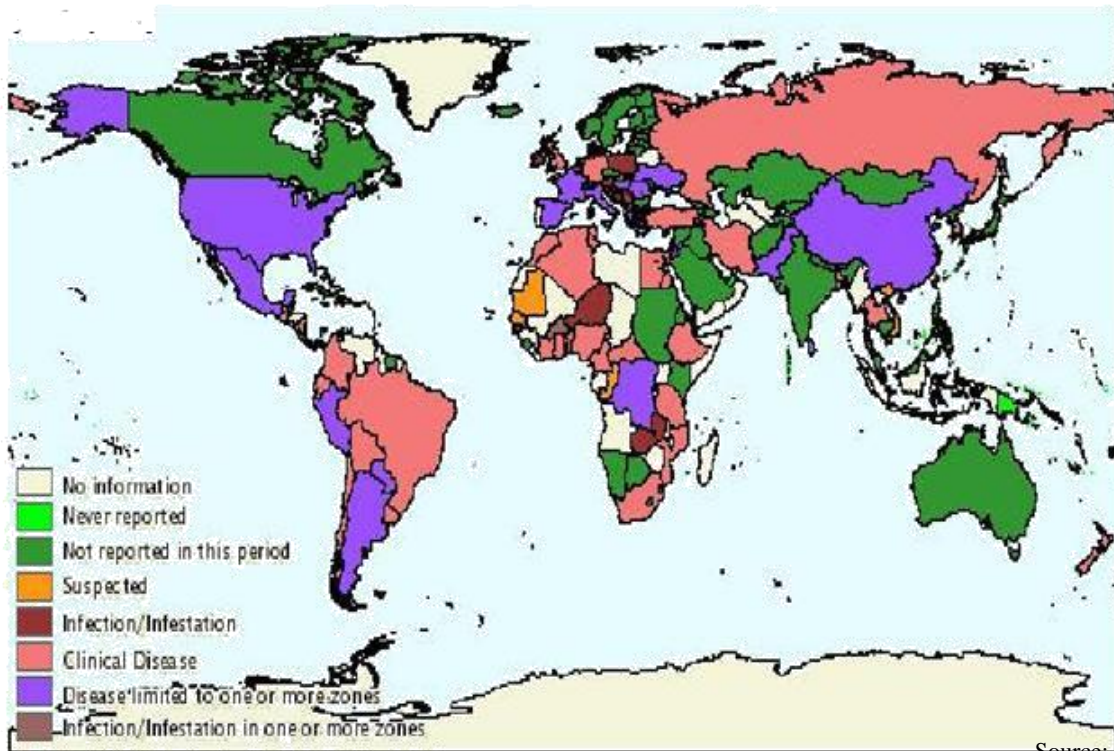 No information
Never reported
Not reported in this period
Suspected
Infection/Infestation
Clinical Disease
Disease limited to one or more zones
Infection/Infestation in one or more zones
Source: